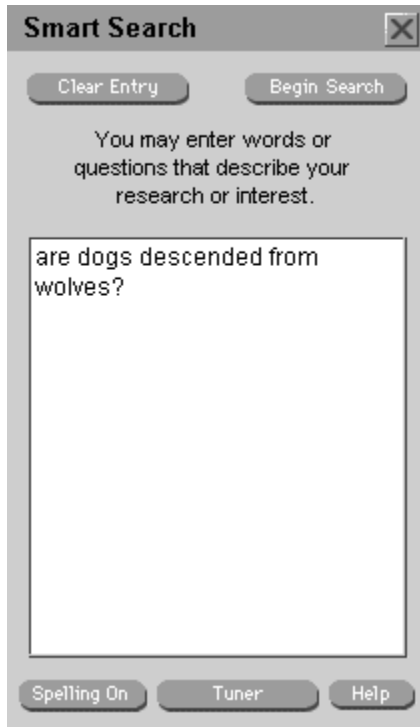 Smart Search
Clear Entry
Begin Search
You may enter words or
questions that describe your
research or interest.
are dogs descended from
wolves?
Spelling On
Tuner
Help